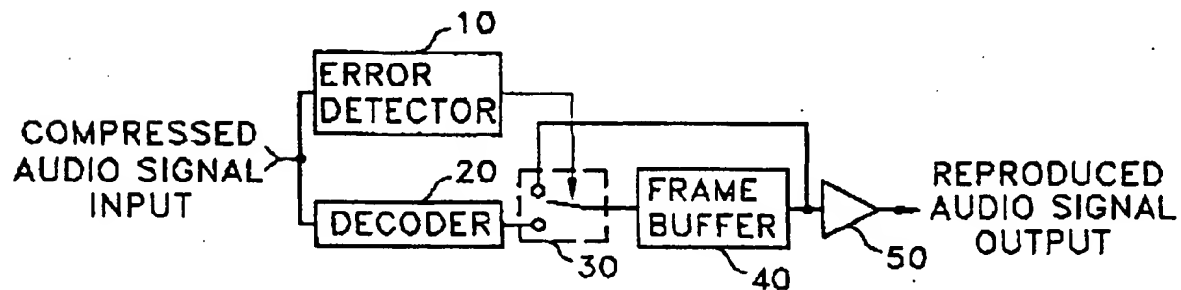 10
ERROR
DETECTOR
COMPRESSED
AUDIO SIGNAL
INPUT
20
DECODER
30
FRAME
BUFFER
40
50
REPRODUCED
AUDIO SIGNAL
OUTPUT